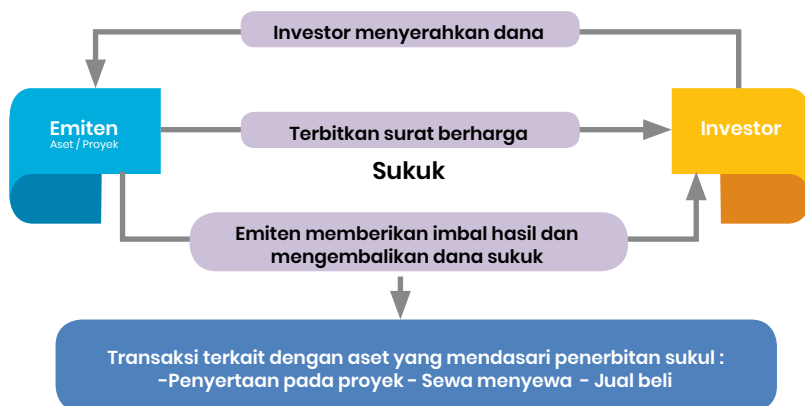 Investor menyerahkan dana
Emiten
Aset / Proyek
Terbitkan surat berharga
Investor
Sukuk
Emiten memberikan imbal hasil dan
mengembalikan dana sukuk
Transaksi terkait dengan aset yang mendasari penerbitan sukul :
-Penyertaan pada proyek - Sewa menyewa - Jual beli